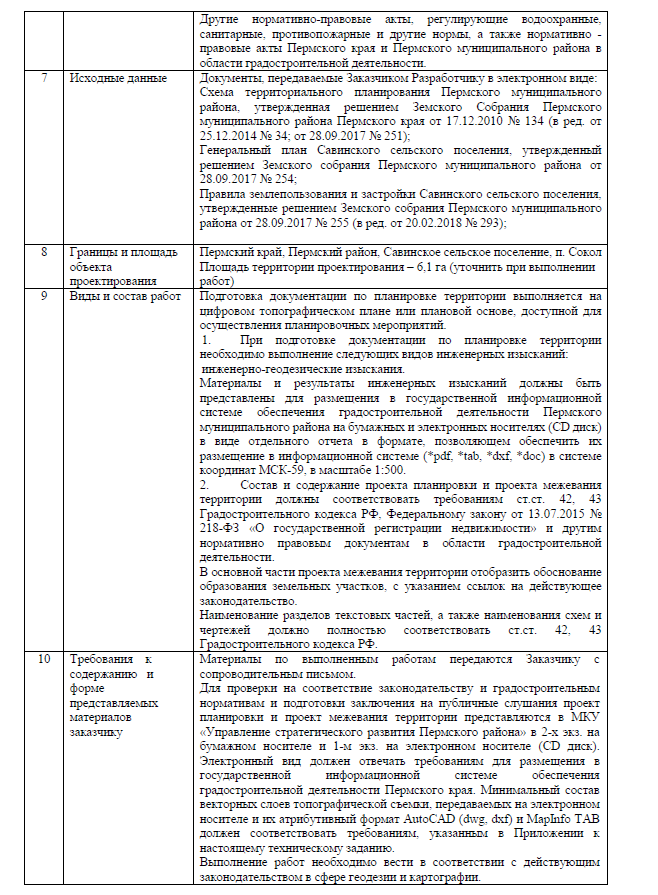 Другие нормативно-правовые акты, регулирующие водоохранные,
санитарные, противопожарные и другие нормы, а также нормативно -
правовые акты Пермского края и Пермского муниципального района в
области градостроительной деятельности.
7 Исходные данные
Документы, передаваемые Заказчиком Разработчику в электронном виде:
Схема территориального планирования Пермского муниципального
района, утвержденная решением Земского Собрания Пермского
муниципального района Пермского края от 17.12.2010 № 134 (в ред. от
25.12.2014 № 34; от 28.09.2017 № 251);
Генеральный план Савинского сельского поселения, утвержденный
решением Земского собрания Пермского муниципального района от
28.09.2017 № 254;
Правила землепользования и застройки Савинского сельского поселения,
утвержденные решением Земского собрания Пермского муниципального
района от 28.09.2017 № 255 (в ред. от 20.02.2018 № 293);
8 Границы и площадь
объекта
проектирования
Пермский край, Пермский район, Савинское сельское поселение, п. Сокол
Площадь территории проектирования – 6,1 га (уточнить при выполнении
работ)
9 Виды и состав работ
Подготовка документации по планировке территории выполняется на
цифровом топографическом плане или плановой основе, доступной для
осуществления планировочных мероприятий.
1. При подготовке документации по планировке территории
необходимо выполнение следующих видов инженерных изысканий:
инженерно-геодезические изыскания.
Материалы и результаты инженерных изысканий должны быть
представлены для размещения в государственной информационной
системе обеспечения градостроительной деятельности Пермского
муниципального района на бумажных и электронных носителях (CD диск)
в виде отдельного отчета в формате, позволяющем обеспечить их
размещение в информационной системе (*pdf, *tab, *dxf, *doc) в системе
координат МСК-59, в масштабе 1:500.
2. Состав и содержание проекта планировки и проекта межевания
территории должны соответствовать требованиям ст.ст. 42, 43
Градостроительного кодекса РФ, Федеральному закону от 13.07.2015 №
218-ФЗ «О государственной регистрации недвижимости» и другим
нормативно правовым документам в области градостроительной
деятельности.
В основной части проекта межевания территории отобразить обоснование
образования земельных участков, с указанием ссылок на действующее
законодательство.
Наименование разделов текстовых частей, а также наименования схем и
чертежей должно полностью соответствовать ст.ст. 42, 43
Градостроительного кодекса РФ.
10 Требования к
содержанию и
форме
представляемых
материалов
заказчику
Материалы по выполненным работам передаются Заказчику с
сопроводительным письмом.
Для проверки на соответствие законодательству и градостроительным
нормативам и подготовки заключения на публичные слушания проект
планировки и проект межевания территории представляются в МКУ
«Управление стратегического развития Пермского района» в 2-х экз. на
бумажном носителе и 1-м экз. на электронном носителе (CD диск).
Электронный вид должен отвечать требованиям для размещения в
государственной информационной системе обеспечения
градостроительной деятельности Пермского края. Минимальный состав
векторных слоев топографической съемки, передаваемых на электронном
носителе и их атрибутивный формат AutoCAD (dwg, dxf) и MapInfo TAB
должен соответствовать требованиям, указанным в Приложении к
настоящему техническому заданию.
Выполнение работ необходимо вести в соответствии с действующим
законодательством в сфере геодезии и картографии.